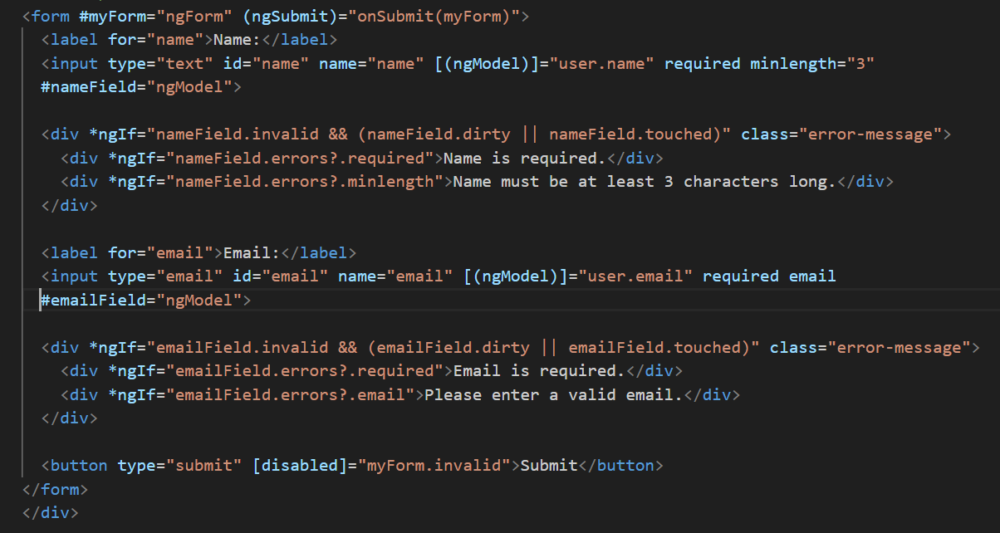 <form #myForm="ngForm" (ngSubmit)="onSubmit(myForm)">
<label for="name">Name:</label>
<input type="text" id="name" name="name" [(ngModel)]="user.name" required minlength="3"
#nameField="ngModel">
<div *ngIf="nameField.invalid && (nameField.dirty || nameField.touched)" class="error-message">
<div *ngIf="nameField.errors?.required">Name is required.</div>
<div *ngIf="nameField.errors?.minlength">Name must be at least 3 characters long.</div>
</div>
<label for="email">Email:</label>
<input type="email" id="email" name="email" [(ngModel)]="user.email" required email
#emailField="ngModel">
<div *ngIf="emailField.invalid && (emailField.dirty || emailField.touched)" class="error-message">
<div *ngIf="emailField.errors?.required">Email is required.</div>
<div *ngIf="emailField.errors?.email">Please enter a valid email.</div>
</div>
<button type="submit" [disabled]="myForm.invalid">Submit</button>
</form>
</div>